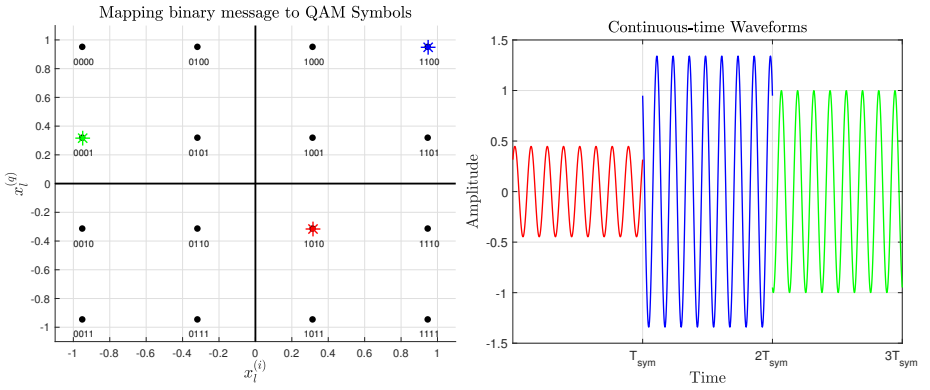 Mapping binary message to QAM Symbols
1
0.8
0.6
0.4
0.2
0
-0.2
-0.4
-0.6
-0.8
-1
0000 0100 1000 1100
0001 0101 1001 1101
0010 0110 1010 1110
0011 0111 1011 1111
-1 -0.8 -0.6 -0.4 -0.2 0 0.2 0.4 0.6 0.8 1
x_l^{(i)}
x_l^{(q)}
Continuous-time Waveforms
1.5
1
0.5
0
-0.5
-1
-1.5
Amplitude
T_sym 2T_sym 3T_sym
Time